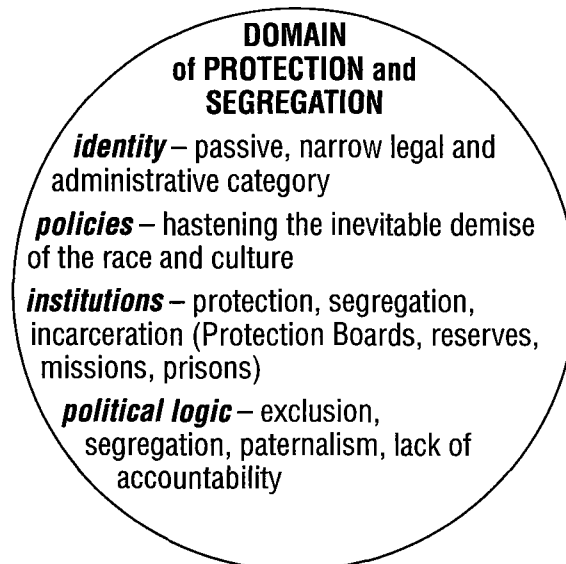 DOMAIN
of PROTECTION and
SEGREGATION
identity – passive, narrow legal and
administrative category
policies – hastening the inevitable demise
of the race and culture
institutions – protection, segregation,
incarceration (Protection Boards, reserves,
missions, prisons)
political logic – exclusion,
segregation, paternalism, lack of
accountability